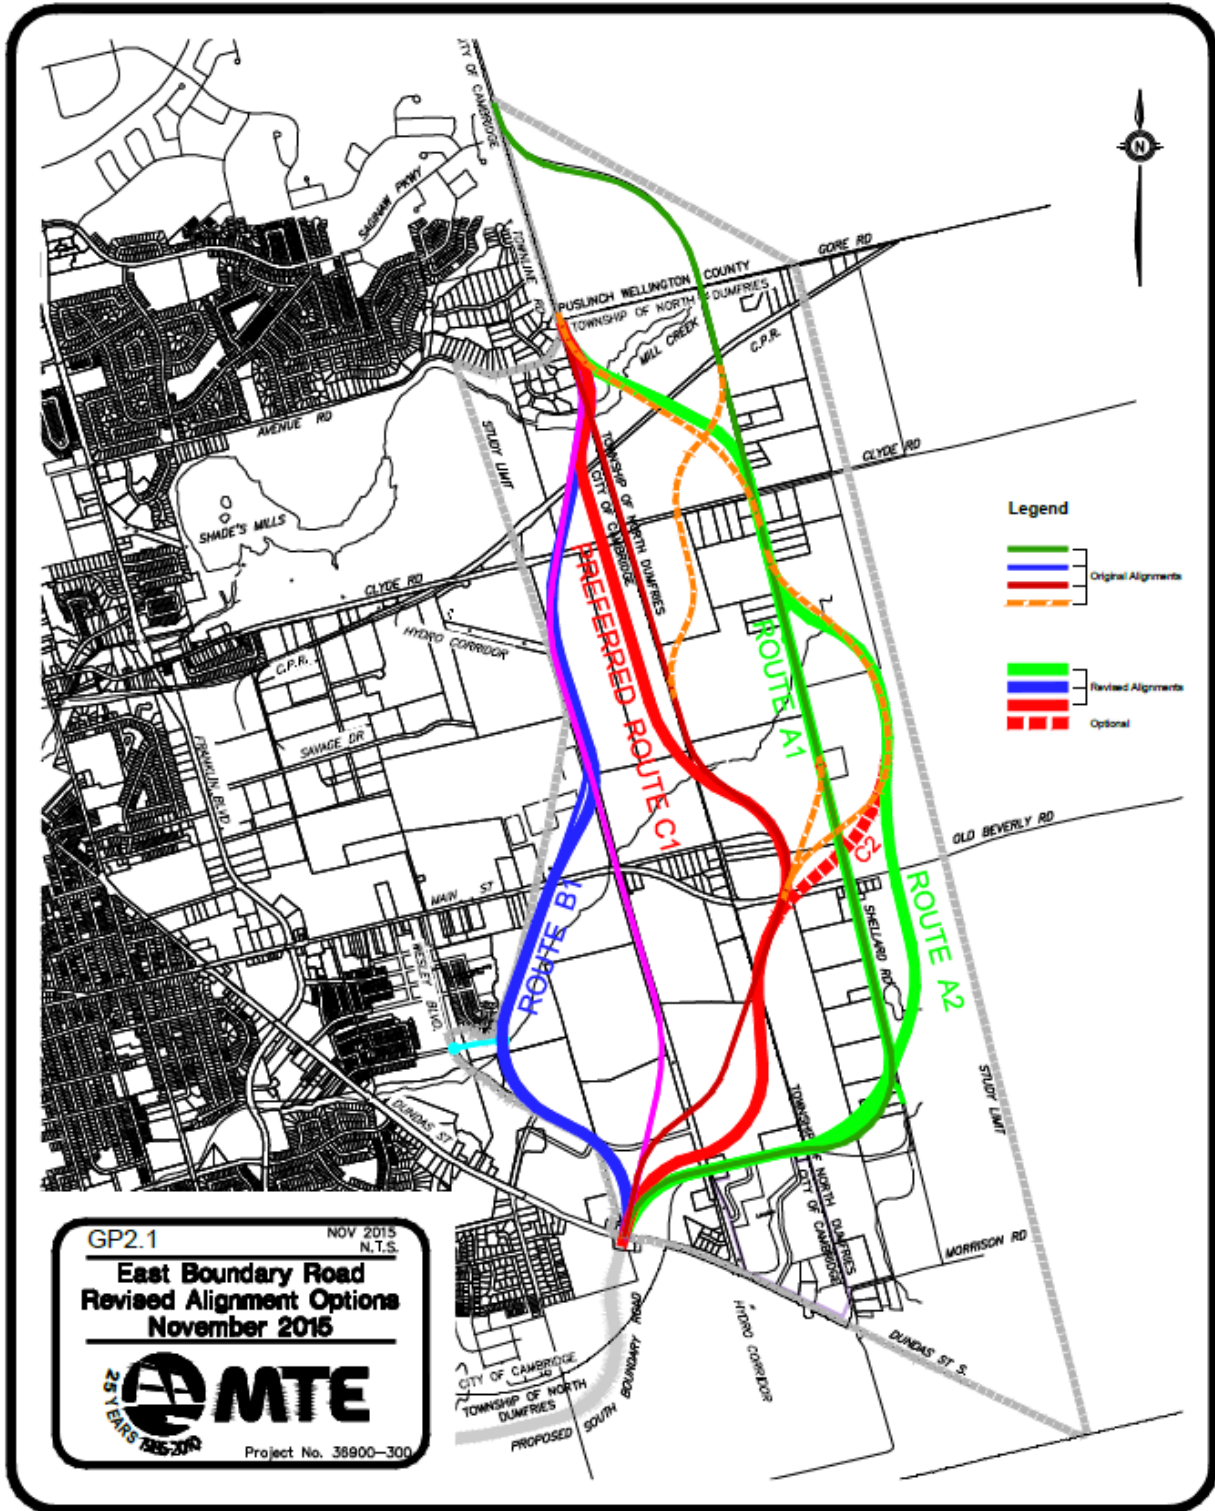 CITY OF CAMBRIDGE
N
SAGINAW PKWY
TOWNLINE RD
GORE RD
PUSLINCH WELLINGTON COUNTY
TOWNSHIP OF NORTH DUMFRIES
MILL CREEK
C.P.R.
AVENUE RD
STUDY LIMIT
CLYDE RD
TOWNSHIP OF NORTH DUMFRIES
CITY OF CAMBRIDGE
SHADE'S MILLS
Legend
Original Alignments
Revised Alignments
Optional
CLYDE RD
HYDRO CORRIDOR
C.P.R.
PREFERRED ROUTE C1
ROUTE A1
SAVAGE DR
FRANKLIN BLVD.
OLD BEVERLY RD
C2
MAIN ST
ROUTE B1
SHELLARD RD
ROUTE A2
WESLEY BLVD.
STUDY LIMIT
DUNDAS ST
TOWNSHIP OF NORTH DUMFRIES
CITY OF CAMBRIDGE
MORRISON RD
HYDRO CORRIDOR
DUNDAS ST S.
CITY OF CAMBRIDGE
TOWNSHIP OF NORTH
DUMFRIES
PROPOSED SOUTH BOUNDARY ROAD
GP2.1
NOV 2015
N.T.S.
East Boundary Road
Revised Alignment Options
November 2015
25 YEARS 1985-2010
MTE
Project No. 36900-300